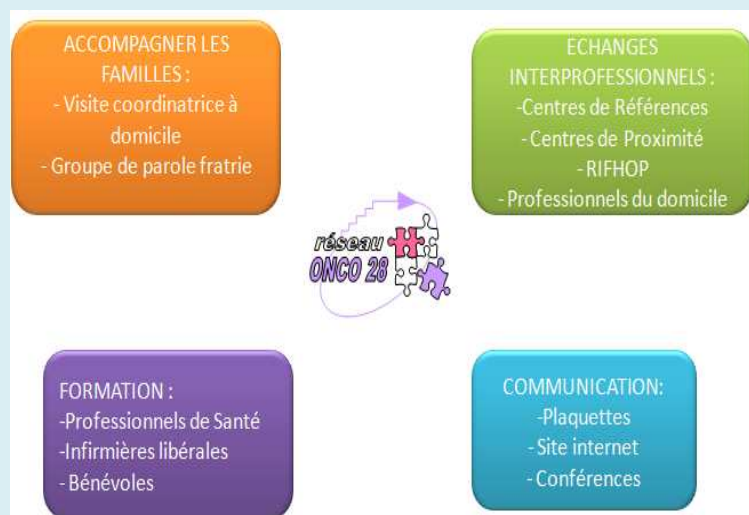 ACCOMPAGNER LES
FAMILLES :
- Visite coordinatrice à
domicile
- Groupe de parole fratrie
ECHANGES
INTERPROFESSIONNELS :
-Centres de Références
- Centres de Proximité
- RIFHOP
- Professionnels du domicile
réseau
ONCO 28
FORMATION :
-Professionnels de Santé
-Infirmières libérales
- Bénévoles
COMMUNICATION:
-Plaquettes
- Site internet
- Conférences